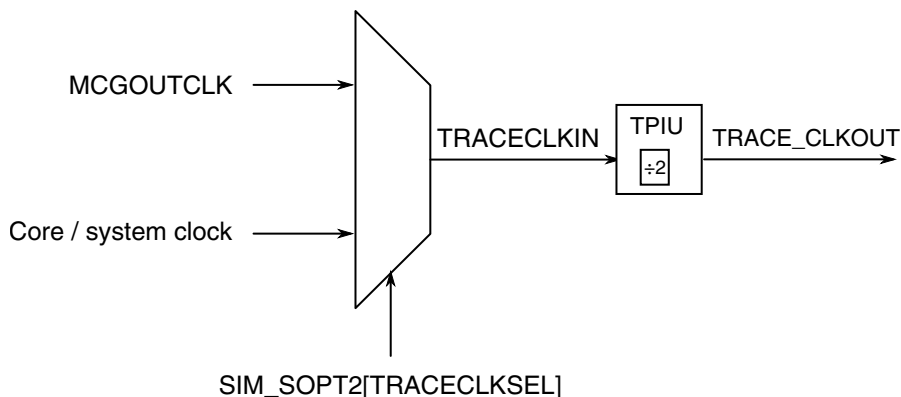 MCGOUTCLK
TRACECLKIN
TPIU
÷2
TRACE_CLKOUT
Core / system clock
SIM_SOPT2[TRACECLKSEL]